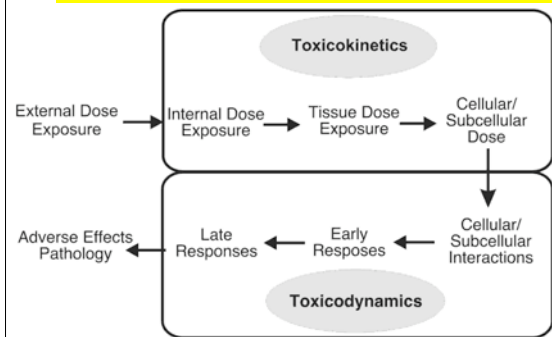 Toxicokinetics
External Dose
Exposure
Internal Dose
Exposure
Tissue Dose
Exposure
Cellular/
Subcellular
Dose
Adverse Effects
Pathology
Late
Responses
Early
Resposes
Cellular/
Subcellular
Interactions
Toxicodynamics